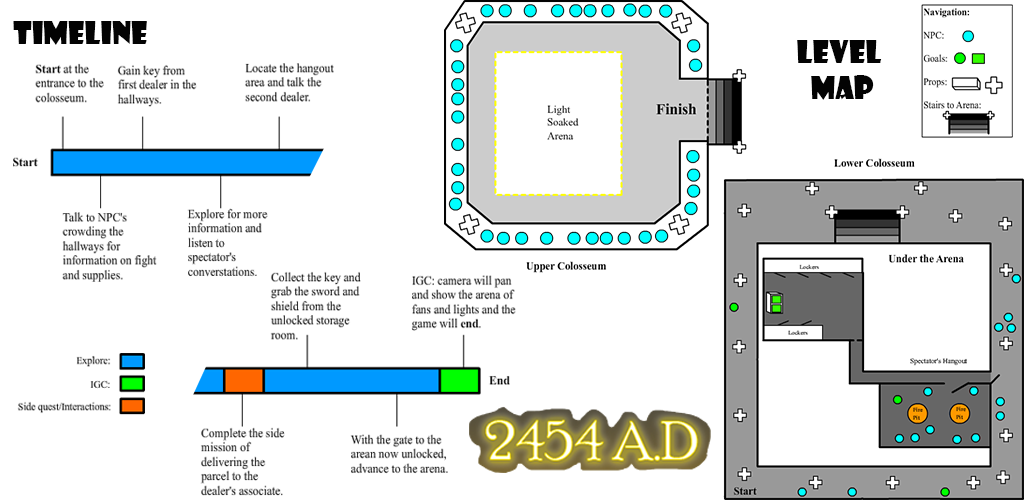 TIMELINE
Start at the
entrance to the
colosseum.
Gain key from
first dealer in the
hallways.
Locate the hangout
area and talk the
second dealer.
Start
Talk to NPC's
crowding the
hallways for
information on fight
and supplies.
Explore for more
information and
listen to
spectator's
converstations.
Collect the key and
grab the sword and
shield from the
unlocked storage
room.
IGC: camera will pan
and show the arena of
fans and lights and the
game will end.
Explore:
IGC:
Side quest/Interactions:
End
Complete the side
mission of
delivering the
parcel to the
dealer's associate.
With the gate to the
arean now unlocked,
advance to the arena.
Light
Soaked
Arena
Finish
Upper Colosseum
LEVEL
MAP
Navigation:
NPC:
Goals:
Props:
Stairs to Arena:
Lower Colosseum
Under the Arena
Lockers
Lockers
Spectator's Hangout
Fire
Pit
Fire
Pit
Start
2454 A.D